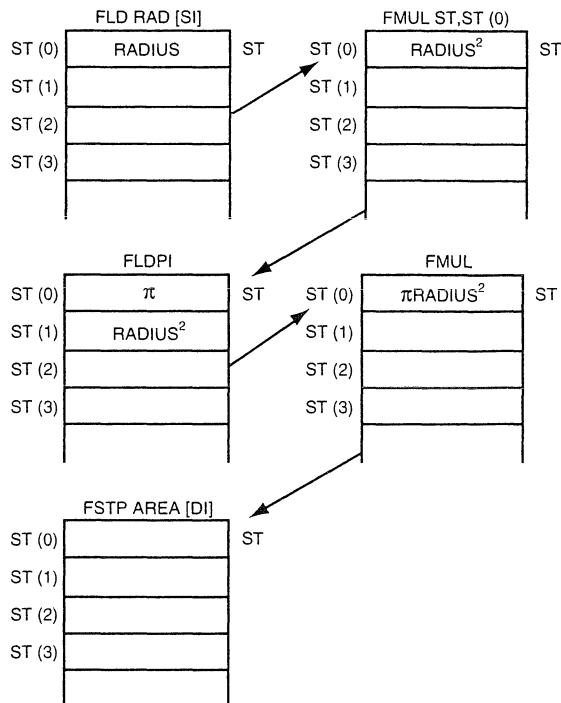 FLD RAD [SI]
ST (0) RADIUS ST
ST (1)
ST (2)
ST (3)
FMUL ST,ST (0)
ST (0) RADIUS² ST
ST (1)
ST (2)
ST (3)
FLDPI
ST (0) π ST
ST (1) RADIUS²
ST (2)
ST (3)
FMUL
ST (0) πRADIUS² ST
ST (1)
ST (2)
ST (3)
FSTP AREA [DI]
ST (0) ST
ST (1)
ST (2)
ST (3)